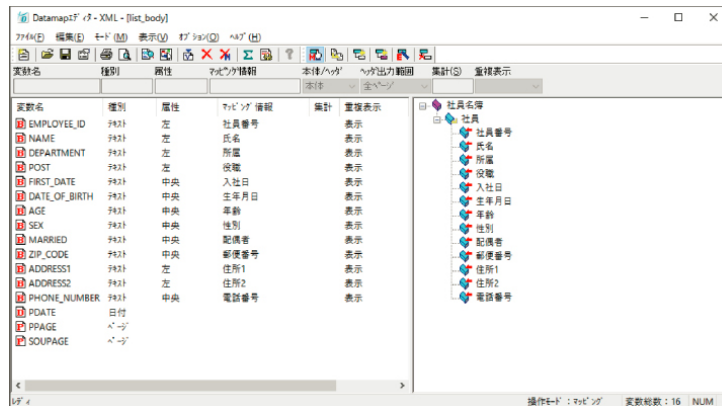 Datamapｴﾃﾞｨﾀ - XML - [list_body]
ﾌｧｲﾙ(F) 編集(E) ﾓｰﾄﾞ(M) 表示(V) ｵﾌﾟｼｮﾝ(O) ﾍﾙﾌﾟ(H)
変数名 種別 属性 ﾏｯﾋﾟﾝｸﾞ情報 本体/ﾍｯﾀﾞ ﾍｯﾀﾞ出力範囲 集計(S) 重複表示
本体 全ﾍﾟｰｼﾞ
変数名 種別 属性 ﾏｯﾋﾟﾝｸﾞ情報 集計 重複表示
EMPLOYEE_ID ﾃｷｽﾄ 左 社員番号 表示
NAME ﾃｷｽﾄ 左 氏名 表示
DEPARTMENT ﾃｷｽﾄ 左 所属 表示
POST ﾃｷｽﾄ 左 役職 表示
FIRST_DATE ﾃｷｽﾄ 中央 入社日 表示
DATE_OF_BIRTH ﾃｷｽﾄ 中央 生年月日 表示
AGE ﾃｷｽﾄ 中央 年齢 表示
SEX ﾃｷｽﾄ 中央 性別 表示
MARRIED ﾃｷｽﾄ 中央 配偶者 表示
ZIP_CODE ﾃｷｽﾄ 中央 郵便番号 表示
ADDRESS1 ﾃｷｽﾄ 左 住所1 表示
ADDRESS2 ﾃｷｽﾄ 左 住所2 表示
PHONE_NUMBER ﾃｷｽﾄ 中央 電話番号 表示
PDATE 日付
PPAGE ﾍﾟｰｼﾞ
SOUPAGE ﾍﾟｰｼﾞ
社員名簿
社員
社員番号
氏名
所属
役職
入社日
生年月日
年齢
性別
配偶者
郵便番号
住所1
住所2
電話番号
ﾚﾃﾞｨ 操作ﾓｰﾄﾞ：ﾏｯﾋﾟﾝｸﾞ 変数総数：16 NUM